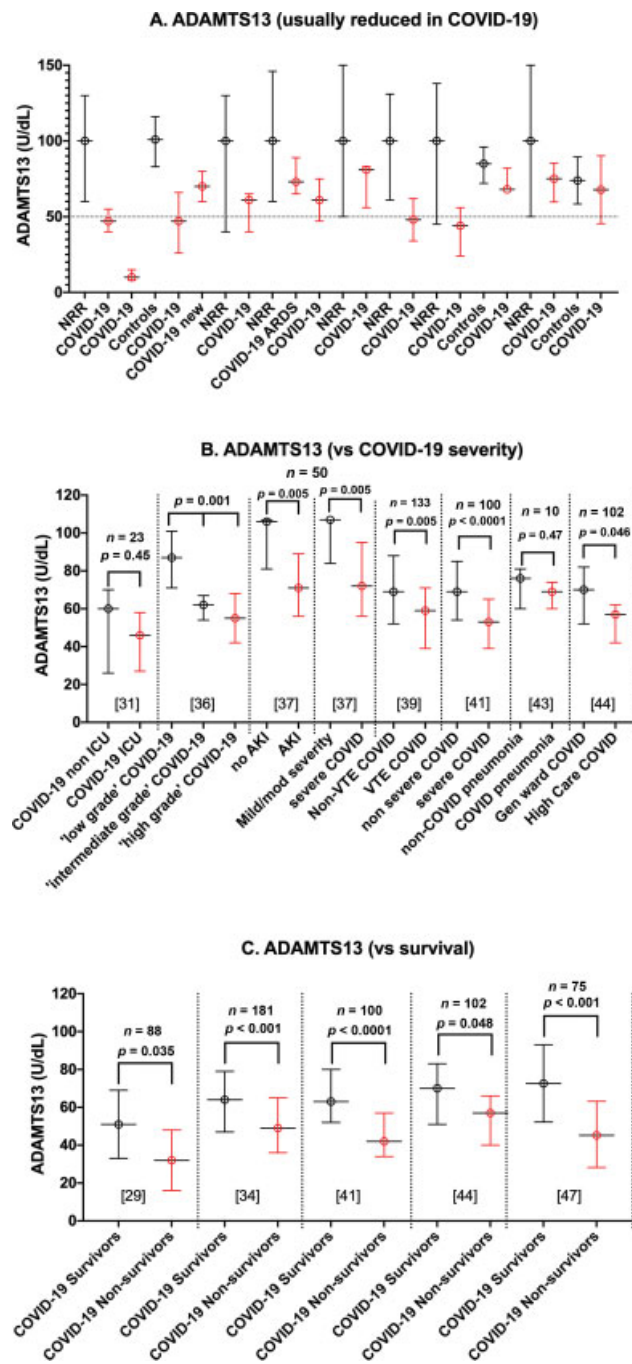 A. ADAMTS13 (usually reduced in COVID-19)
ADAMTS13 (U/dL)
150
100
50
0
NRR
COVID-19
COVID-19
Controls
COVID-19
COVID-19 new
NRR
COVID-19
NRR
COVID-19 ARDS
COVID-19
NRR
COVID-19
NRR
COVID-19
NRR
COVID-19
Controls
COVID-19
NRR
COVID-19
Controls
COVID-19
B. ADAMTS13 (vs COVID-19 severity)
ADAMTS13 (U/dL)
120
100
80
60
40
20
0
n = 23
p = 0.45
p = 0.001
n = 50
p = 0.005
p = 0.005
n = 133
p = 0.005
n = 100
p < 0.0001
n = 10
p = 0.47
n = 102
p = 0.046
[31]
[36]
[37]
[37]
[39]
[41]
[43]
[44]
COVID-19 non ICU
COVID-19 ICU
'low grade' COVID-19
'intermediate grade' COVID-19
'high grade' COVID-19
no AKI
AKI
Mild/mod severity
severe COVID
Non-VTE COVID
VTE COVID
non severe COVID
severe COVID
non-COVID pneumonia
COVID pneumonia
Gen ward COVID
High Care COVID
C. ADAMTS13 (vs survival)
ADAMTS13 (U/dL)
120
100
80
60
40
20
0
n = 88
p = 0.035
n = 181
p < 0.001
n = 100
p < 0.0001
n = 102
p = 0.048
n = 75
p < 0.001
[29]
[34]
[41]
[44]
[47]
COVID-19 Survivors
COVID-19 Non-survivors
COVID-19 Survivors
COVID-19 Non-survivors
COVID-19 Survivors
COVID-19 Non-survivors
COVID-19 Survivors
COVID-19 Non-survivors
COVID-19 Survivors
COVID-19 Non-survivors